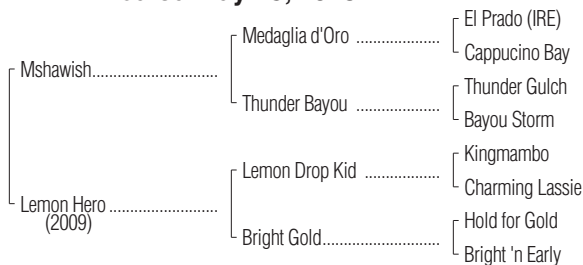 El Prado (IRE)
Medaglia d'Oro ....................
Cappucino Bay
Mshawish..............................
Thunder Gulch
Thunder Bayou ....................
Bayou Storm
Kingmambo
Lemon Drop Kid ..................
Charming Lassie
Lemon Hero ..........................
(2009)
Hold for Gold
Bright Gold............................
Bright 'n Early